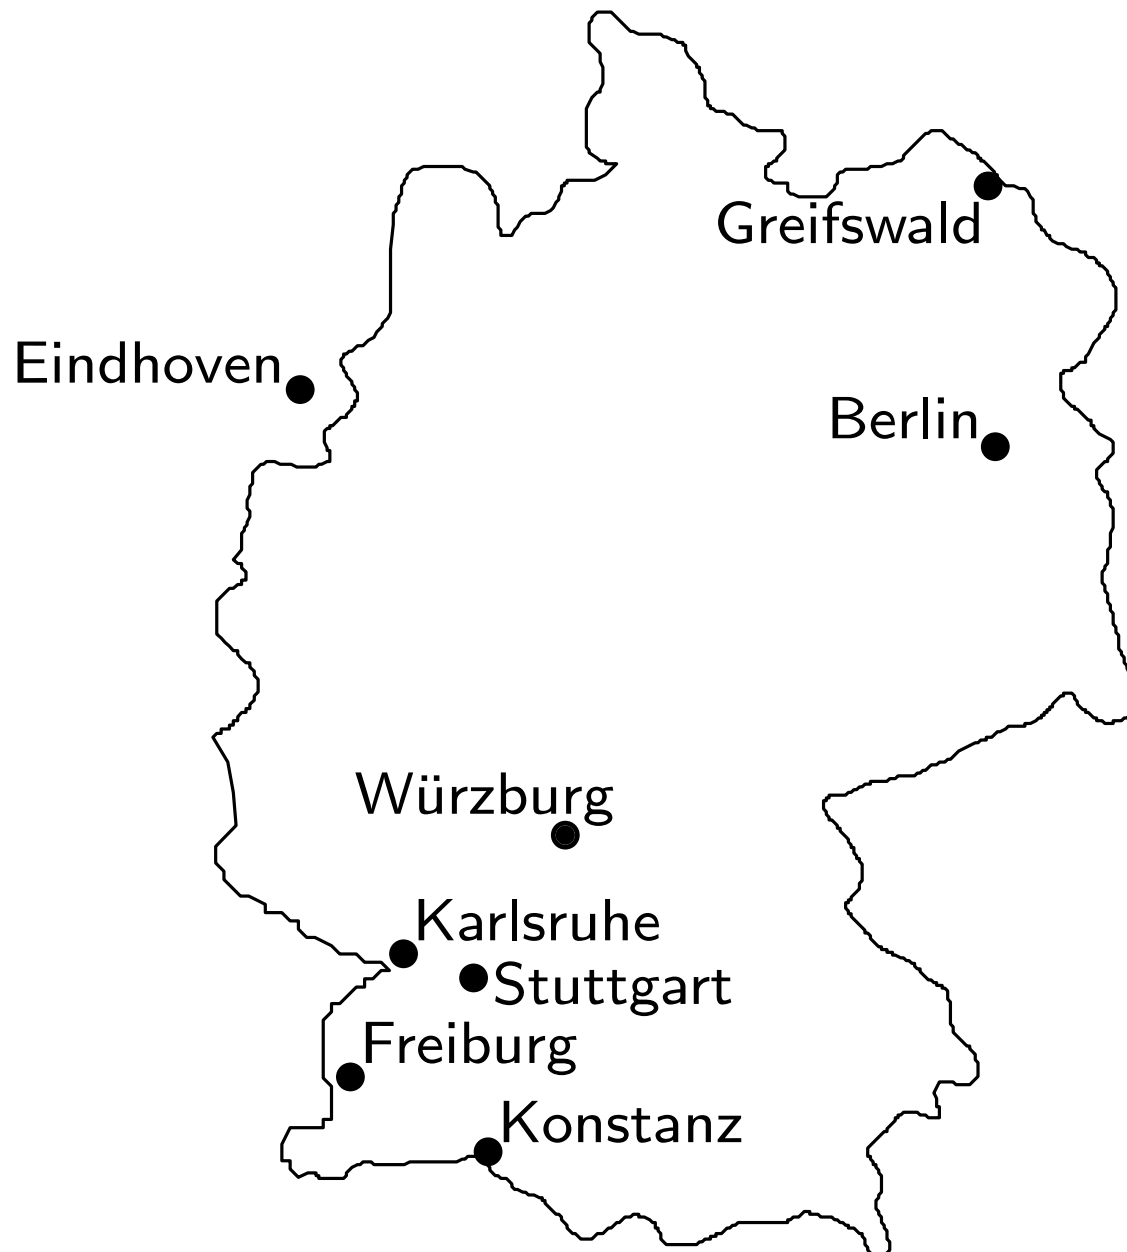 Greifswald
Eindhoven
Berlin
Würzburg
Karlsruhe
Stuttgart
Freiburg
Konstanz